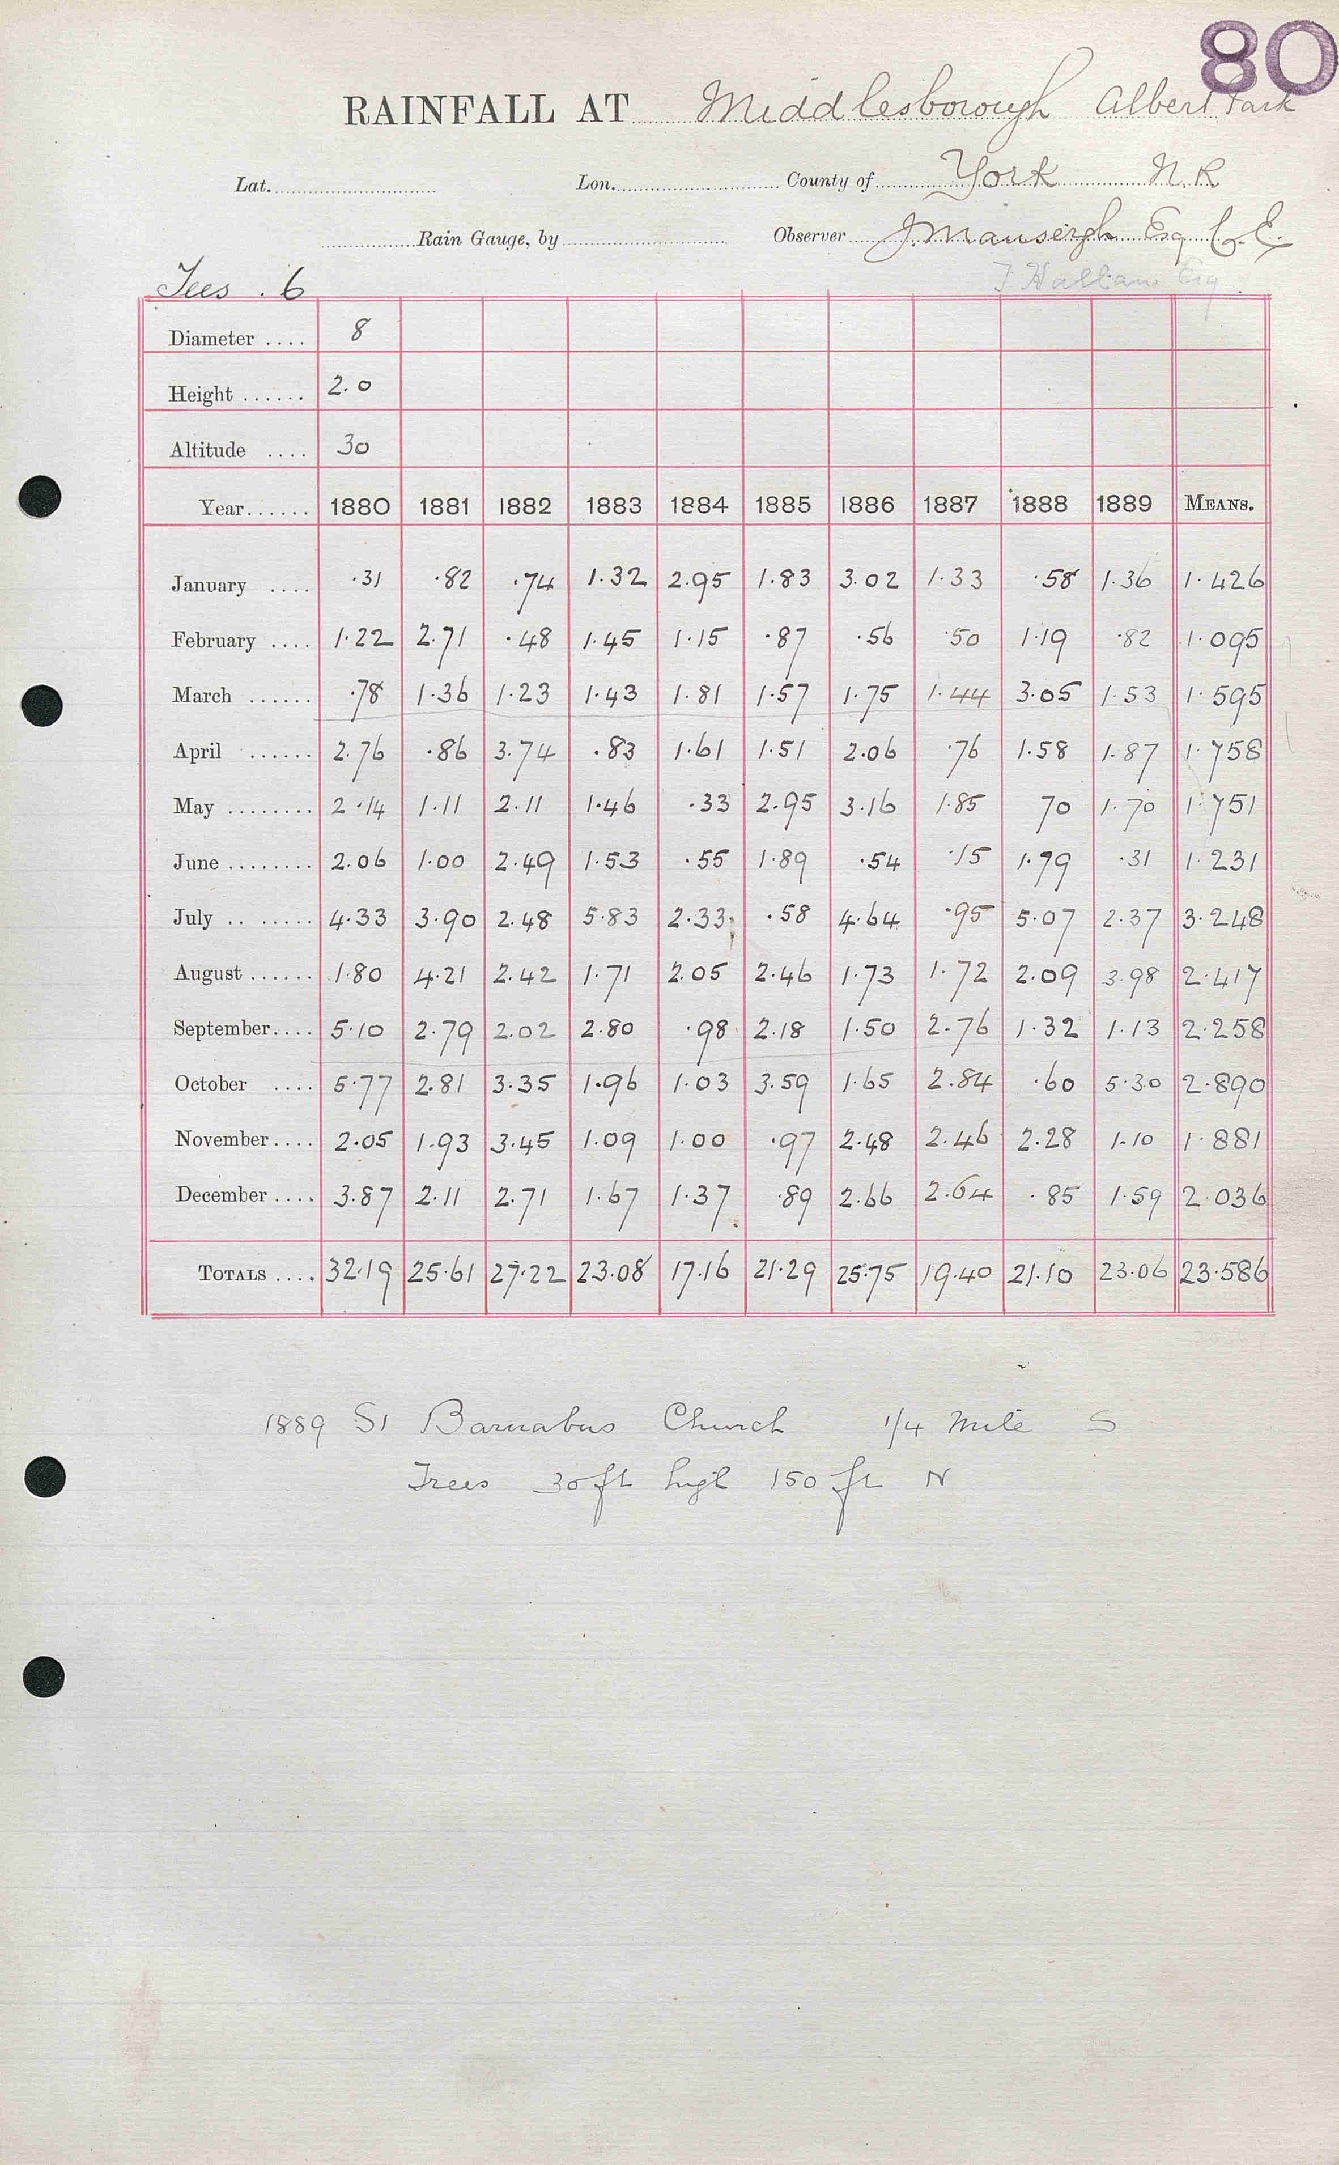 80
RAINFALL AT Middlesborough Albert Park
Lat. Lon. County of York N.R
Rain Gauge, by Observer J Mansergh Esq C.E.
Tees . 6 Hallam Esq
Diameter .... 8
Height ...... 2.0
Altitude .... 30
Year...... 1880 1881 1882 1883 1884 1885 1886 1887 1888 1889 MEANS.
January .... .31 .82 .74 1.32 2.95 1.83 3.02 1.33 .58 1.36 1.426
February .... 1.22 2.71 .48 1.45 1.15 .87 .56 .50 1.19 .82 1.095
March ...... .78 1.36 1.23 1.43 1.81 1.57 1.75 1.44 3.05 1.53 1.595
April ...... 2.76 .86 3.74 .83 1.61 1.51 2.06 .76 1.58 1.87 1.758
May ........ 2.14 1.11 2.11 1.46 .33 2.95 3.16 1.85 70 1.70 1.751
June ........ 2.06 1.00 2.49 1.53 .55 1.89 .54 .15 1.79 .31 1.231
July ........ 4.33 3.90 2.48 5.83 2.33 .58 4.64 .95 5.07 2.37 3.248
August ...... 1.80 4.21 2.42 1.71 2.05 2.46 1.73 1.72 2.09 3.98 2.417
September.... 5.10 2.79 2.02 2.80 .98 2.18 1.50 2.76 1.32 1.13 2.258
October .... 5.77 2.81 3.35 1.96 1.03 3.59 1.65 2.84 .60 5.30 2.890
November.... 2.05 1.93 3.45 1.09 1.00 .97 2.48 2.46 2.28 1.10 1.881
December .... 3.87 2.11 2.71 1.67 1.37 .89 2.66 2.64 .85 1.59 2.036
TOTALS .... 32.19 25.61 27.22 23.08 17.16 21.29 25.75 19.40 21.10 23.06 23.586
1889 St Barnabus Church 1/4 Mile S
Trees 30 ft high 150 ft N